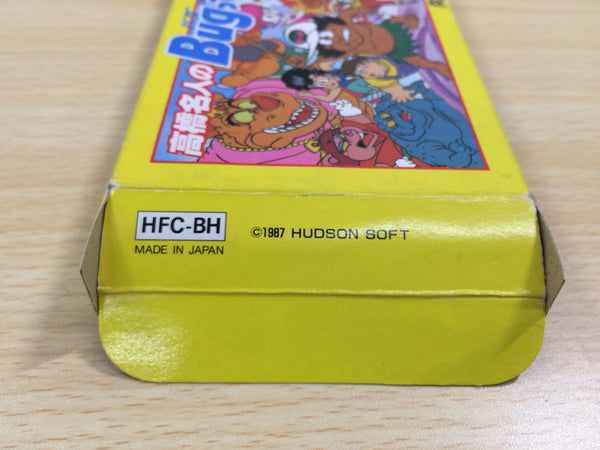 高橋名人の
Bug
HFC-BH
MADE IN JAPAN
©1987 HUDSON SOFT